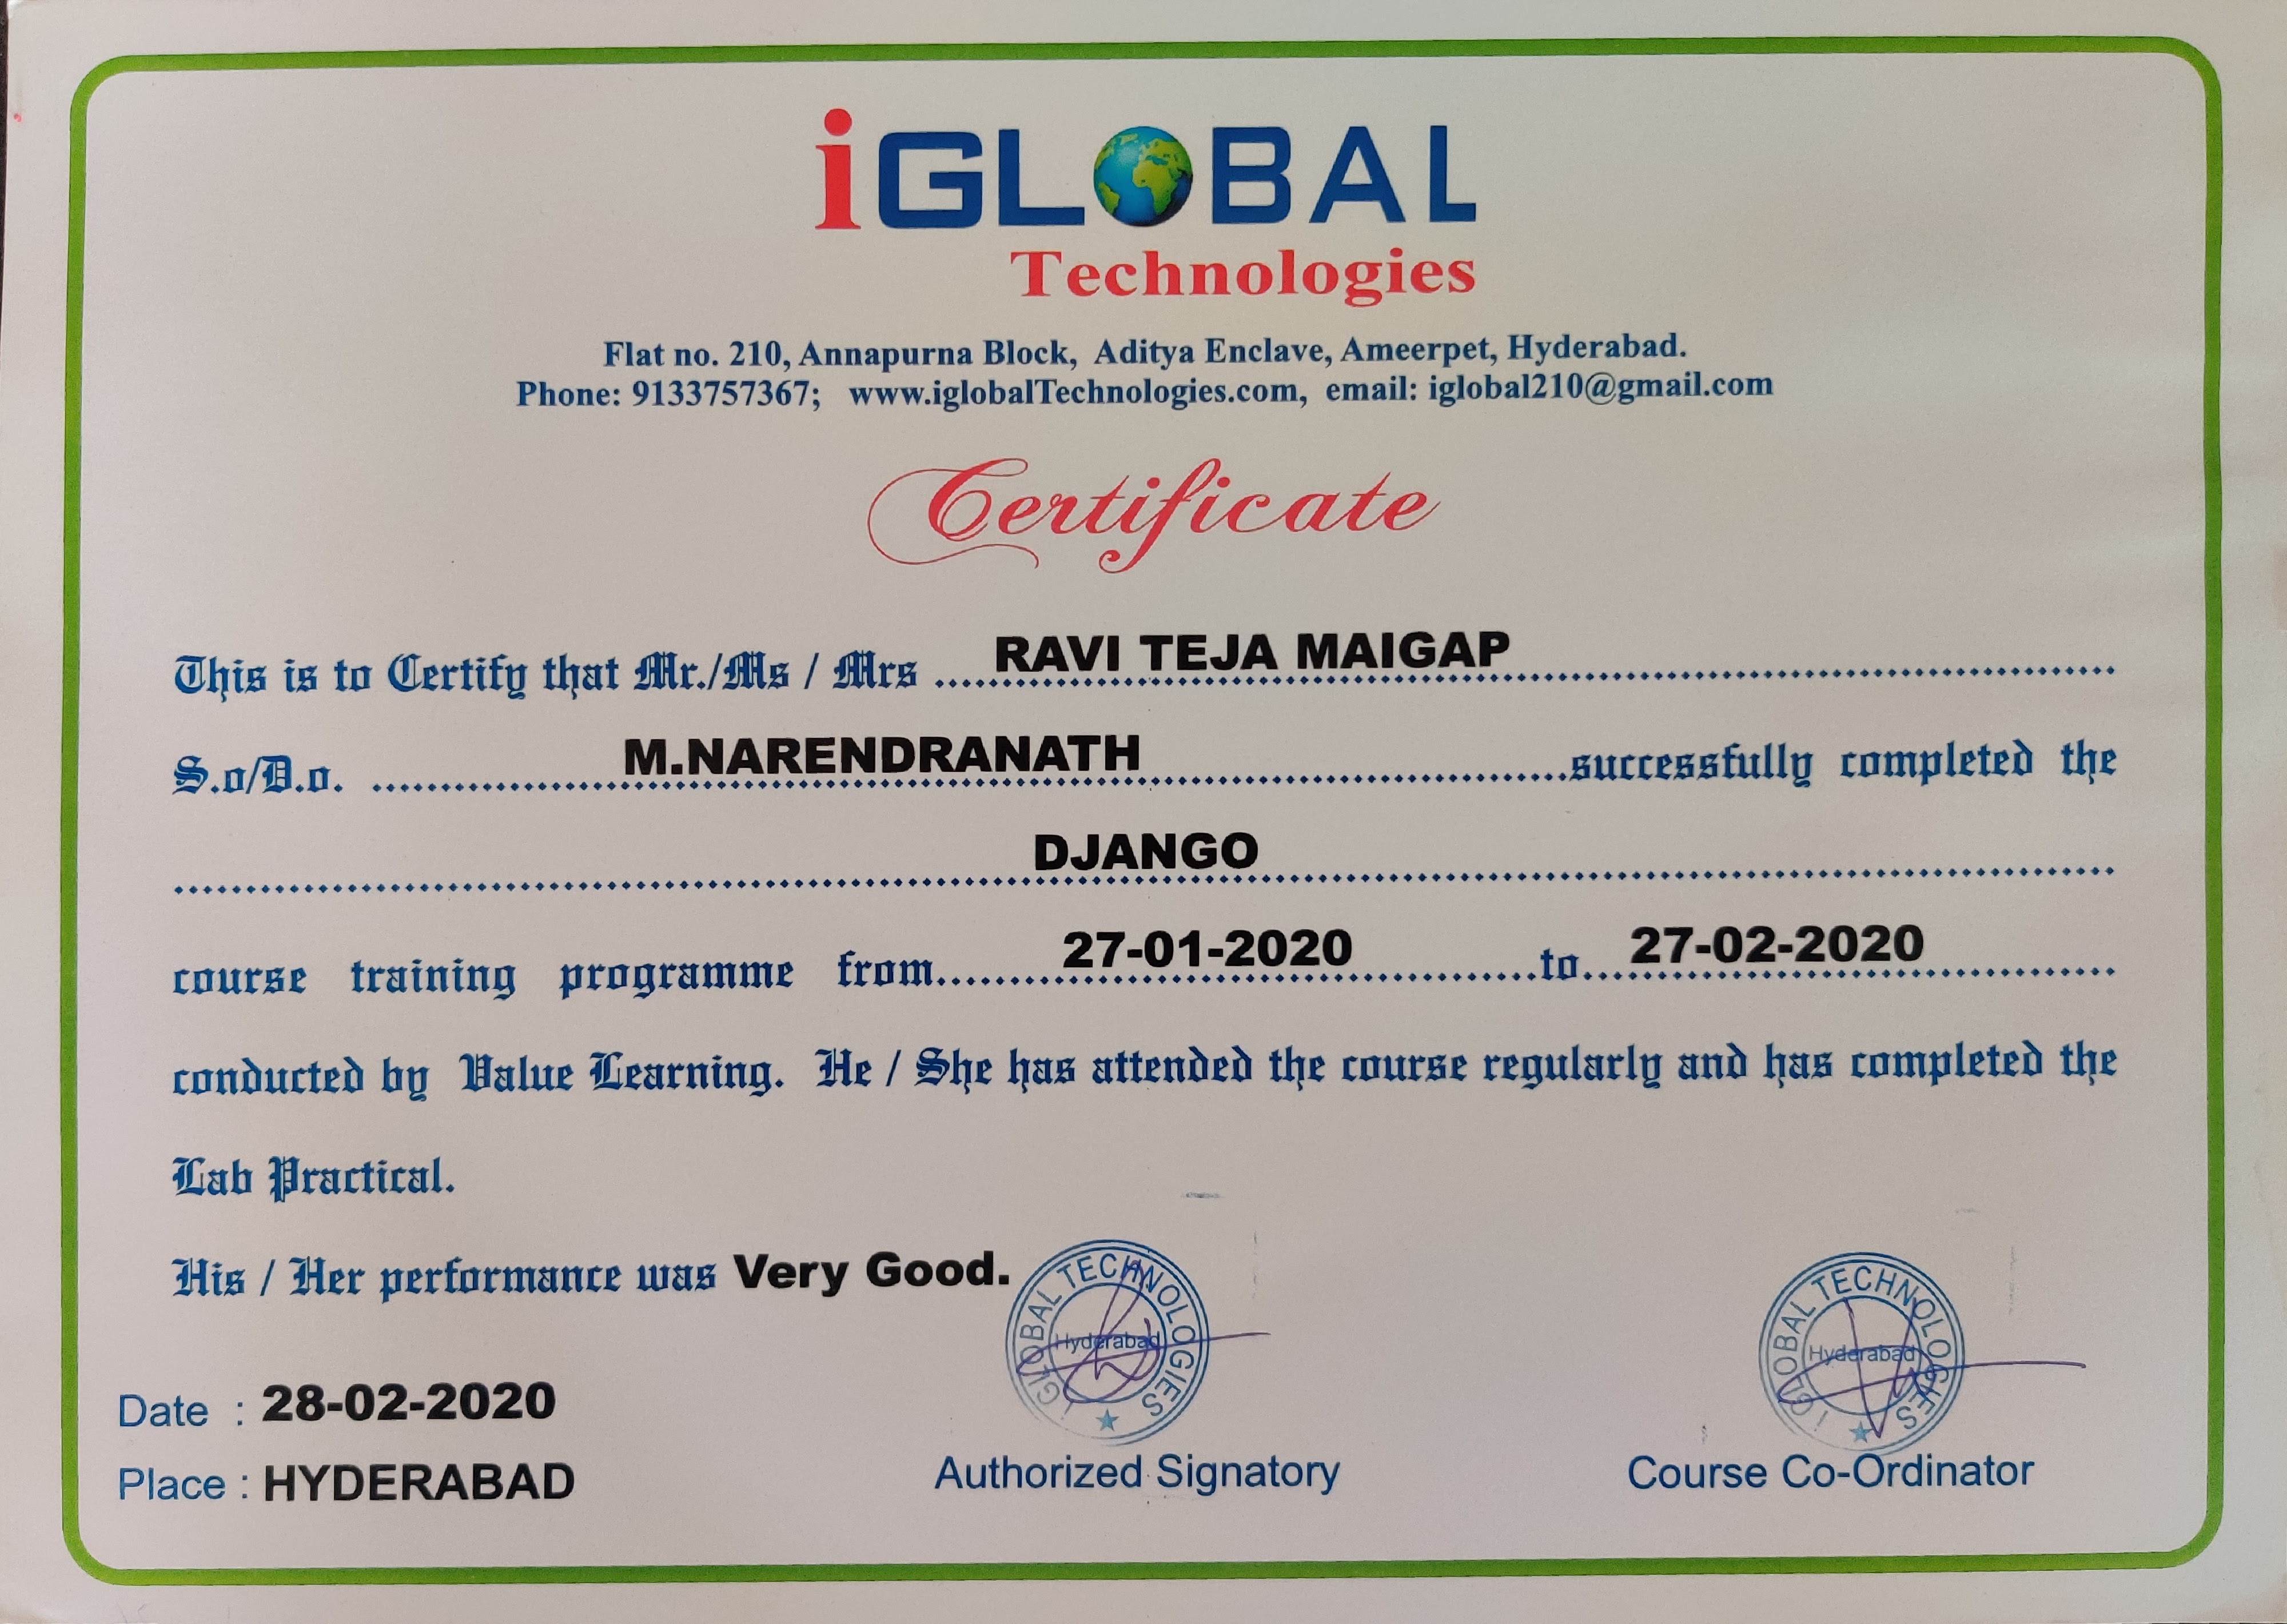 iGLOBAL
Technologies
Flat no. 210, Annapurna Block, Aditya Enclave, Ameerpet, Hyderabad.
Phone: 9133757367; www.iglobalTechnologies.com, email: iglobal210@gmail.com
Certificate
This is to Certify that Mr./Ms / Mrs ........RAVI TEJA MAIGAP........
S.o/D.o. ........M.NARENDRANATH........successfully completed the
........DJANGO........
course training programme from........27-01-2020........to........27-02-2020........
conducted by Value Learning. He / She has attended the course regularly and has completed the
Lab Practical.
His / Her performance was Very Good.
iGLOBAL TECHNOLOGIES
Hyderabad
iGLOBAL TECHNOLOGIES
Hyderabad
Date : 28-02-2020
Place : HYDERABAD
Authorized Signatory
Course Co-Ordinator